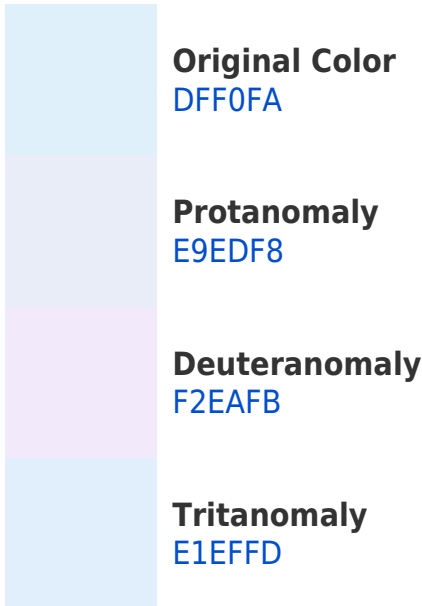 Original Color
DFF0FA
Protanomaly
E9EDF8
Deuteranomaly
F2EAFB
Tritanomaly
E1EFFD